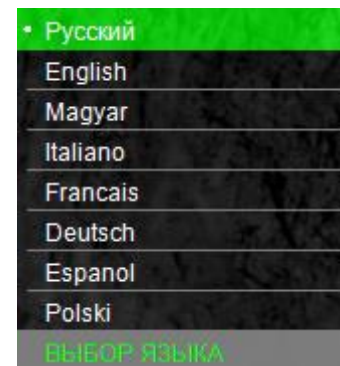 Русский
English
Magyar
Italiano
Francais
Deutsch
Espanol
Polski
ВЫБОР ЯЗЫКА